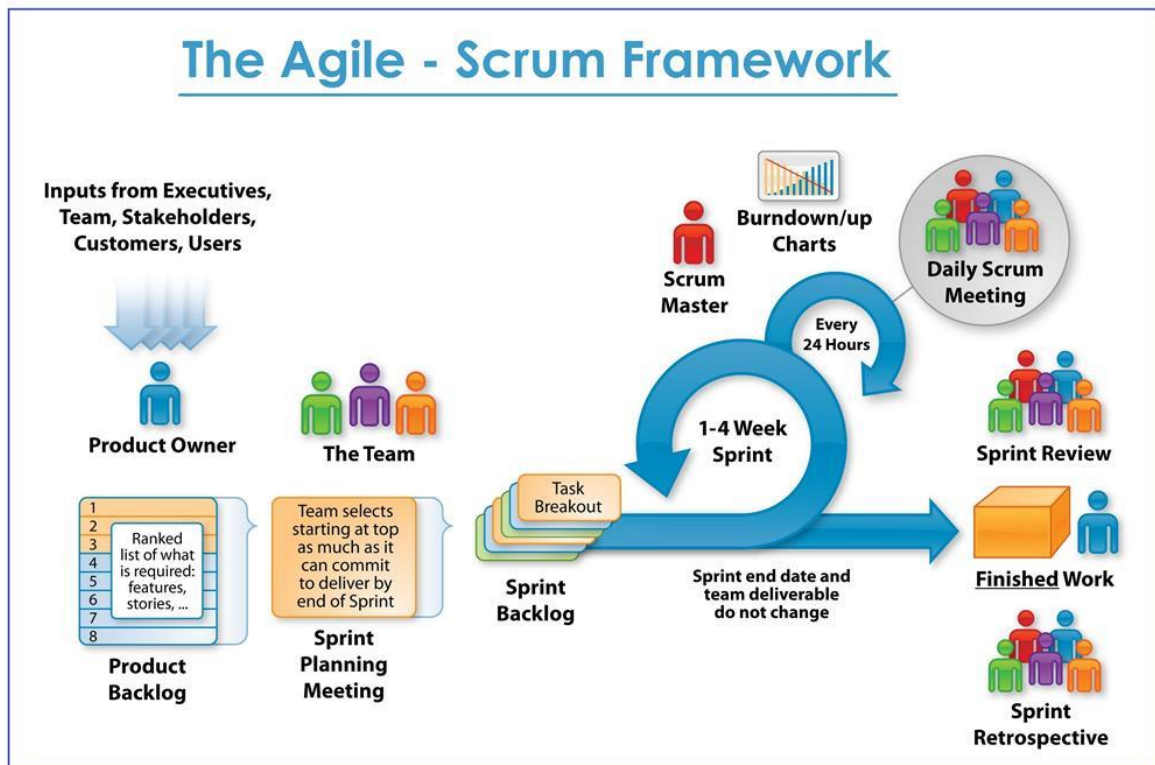 The Agile - Scrum Framework
Inputs from Executives,
Team, Stakeholders,
Customers, Users
Product Owner
The Team
1
2
3
4
5
6
7
8
Ranked
list of what
is required:
features,
stories, ...
Product
Backlog
Team selects
starting at top
as much as it
can commit
to deliver by
end of Sprint
Sprint
Planning
Meeting
Task
Breakout
Sprint
Backlog
Scrum
Master
Burndown/up
Charts
Daily Scrum
Meeting
Every
24 Hours
1-4 Week
Sprint
Sprint end date and
team deliverable
do not change
Sprint Review
Finished Work
Sprint
Retrospective